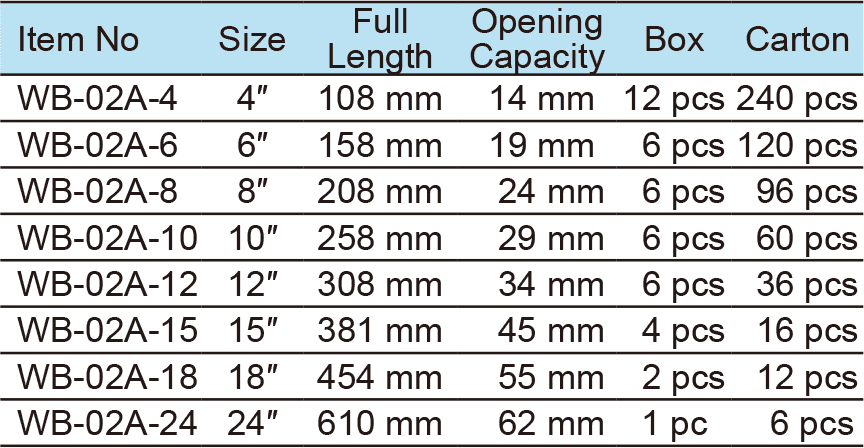 Item No Size Full Length Opening Capacity Box Carton
WB-02A-4 4″ 108 mm 14 mm 12 pcs 240 pcs
WB-02A-6 6″ 158 mm 19 mm 6 pcs 120 pcs
WB-02A-8 8″ 208 mm 24 mm 6 pcs 96 pcs
WB-02A-10 10″ 258 mm 29 mm 6 pcs 60 pcs
WB-02A-12 12″ 308 mm 34 mm 6 pcs 36 pcs
WB-02A-15 15″ 381 mm 45 mm 4 pcs 16 pcs
WB-02A-18 18″ 454 mm 55 mm 2 pcs 12 pcs
WB-02A-24 24″ 610 mm 62 mm 1 pc 6 pcs